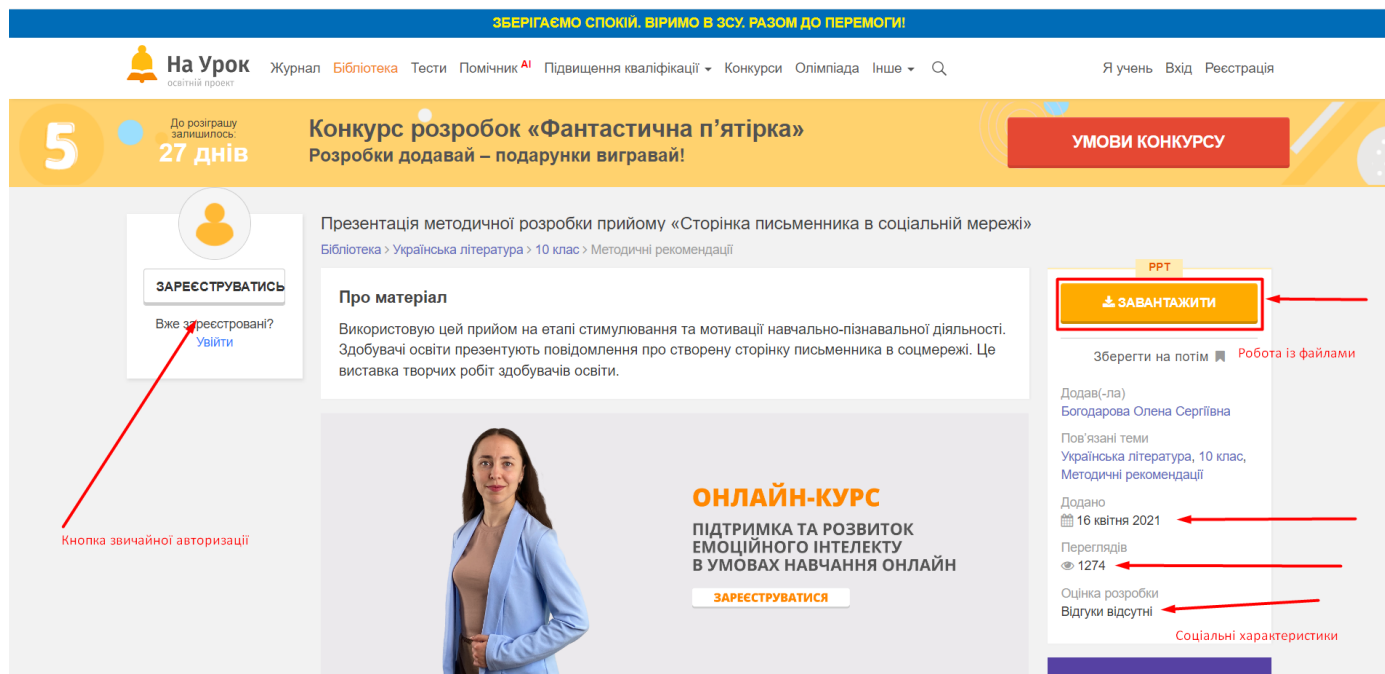 ЗБЕРІГАЄМО СПОКІЙ. ВІРИМО В ЗСУ. РАЗОМ ДО ПЕРЕМОГИ!
На Урок
освітній проект
Журнал Бібліотека Тести Помічник AI Підвищення кваліфікації Конкурси Олімпіада Інше
Я учень Вхід Реєстрація
5
До розіграшу
залишилось:
27 днів
Конкурс розробок «Фантастична п’ятірка»
Розробки додавай – подарунки вигравай!
УМОВИ КОНКУРСУ
ЗАРЕЄСТРУВАТИСЬ
Вже зареєстровані?
Увійти
Кнопка звичайної авторизації
Презентація методичної розробки прийому «Сторінка письменника в соціальній мережі»
Бібліотека > Українська література > 10 клас > Методичні рекомендації
Про матеріал
Використовую цей прийом на етапі стимулювання та мотивації навчально-пізнавальної діяльності.
Здобувачі освіти презентують повідомлення про створену сторінку письменника в соцмережі. Це
виставка творчих робіт здобувачів освіти.
ОНЛАЙН-КУРС
ПІДТРИМКА ТА РОЗВИТОК
ЕМОЦІЙНОГО ІНТЕЛЕКТУ
В УМОВАХ НАВЧАННЯ ОНЛАЙН
ЗАРЕЄСТРУВАТИСЯ
PPT
ЗАВАНТАЖИТИ
Зберегти на потім
Робота із файлами
Додав(-ла)
Богодарова Олена Сергіївна
Пов’язані теми
Українська література, 10 клас,
Методичні рекомендації
Додано
16 квітня 2021
Переглядів
1274
Оцінка розробки
Відгуки відсутні
Соціальні характеристики